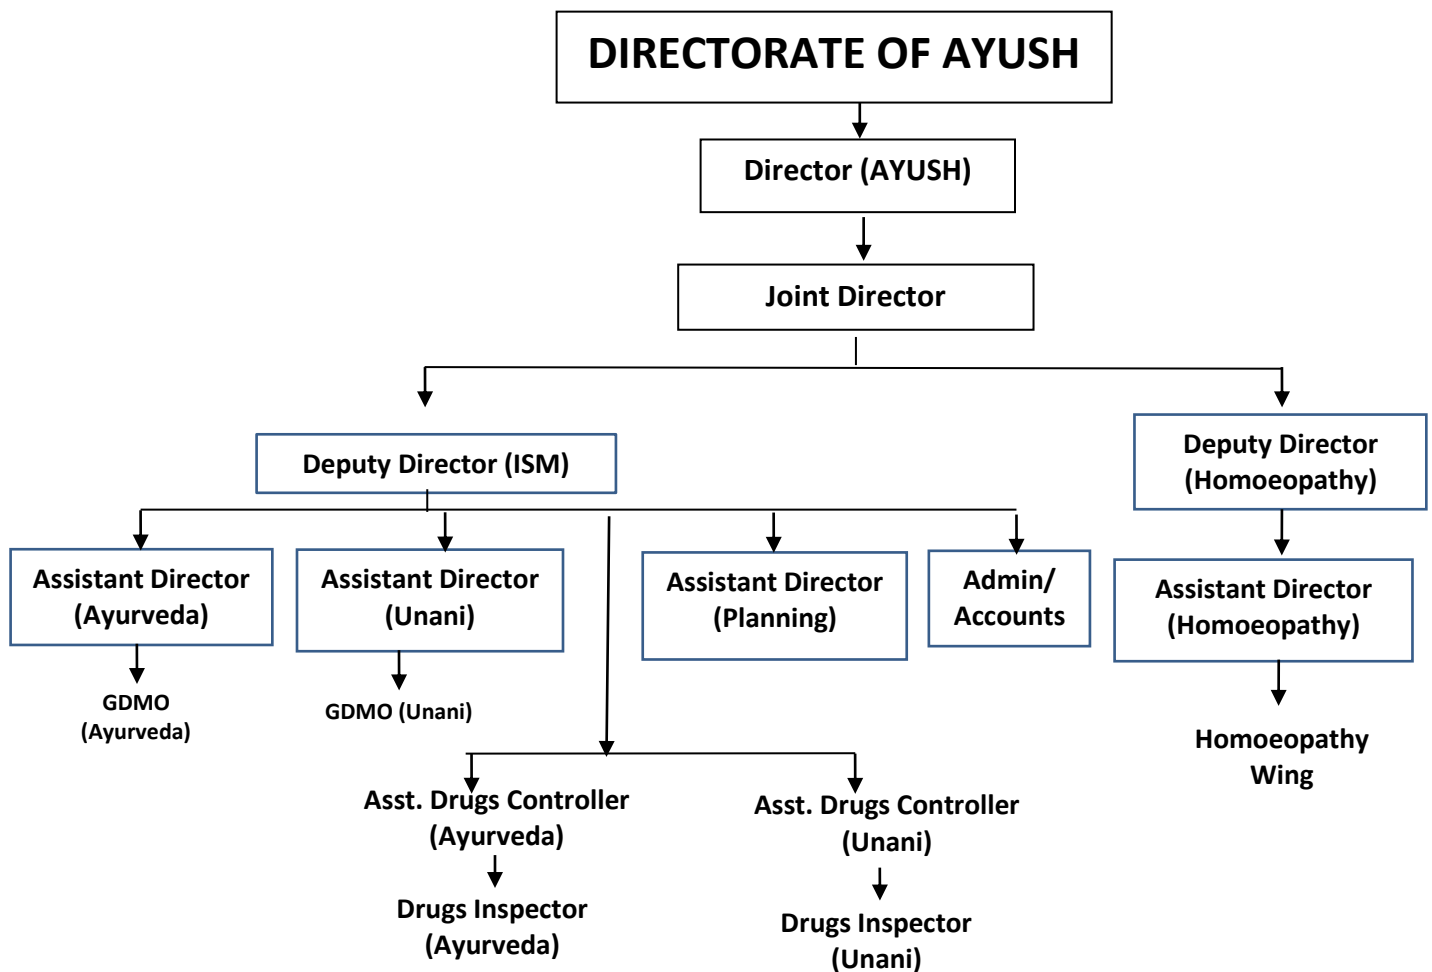 DIRECTORATE OF AYUSH
Director (AYUSH)
Joint Director
Deputy Director (ISM)
Deputy Director
(Homoeopathy)
Assistant Director
(Ayurveda)
Assistant Director
(Unani)
Assistant Director
(Planning)
Admin/
Accounts
Assistant Director
(Homoeopathy)
GDMO
(Ayurveda)
GDMO (Unani)
Homoeopathy
Wing
Asst. Drugs Controller
(Ayurveda)
Asst. Drugs Controller
(Unani)
Drugs Inspector
(Ayurveda)
Drugs Inspector
(Unani)